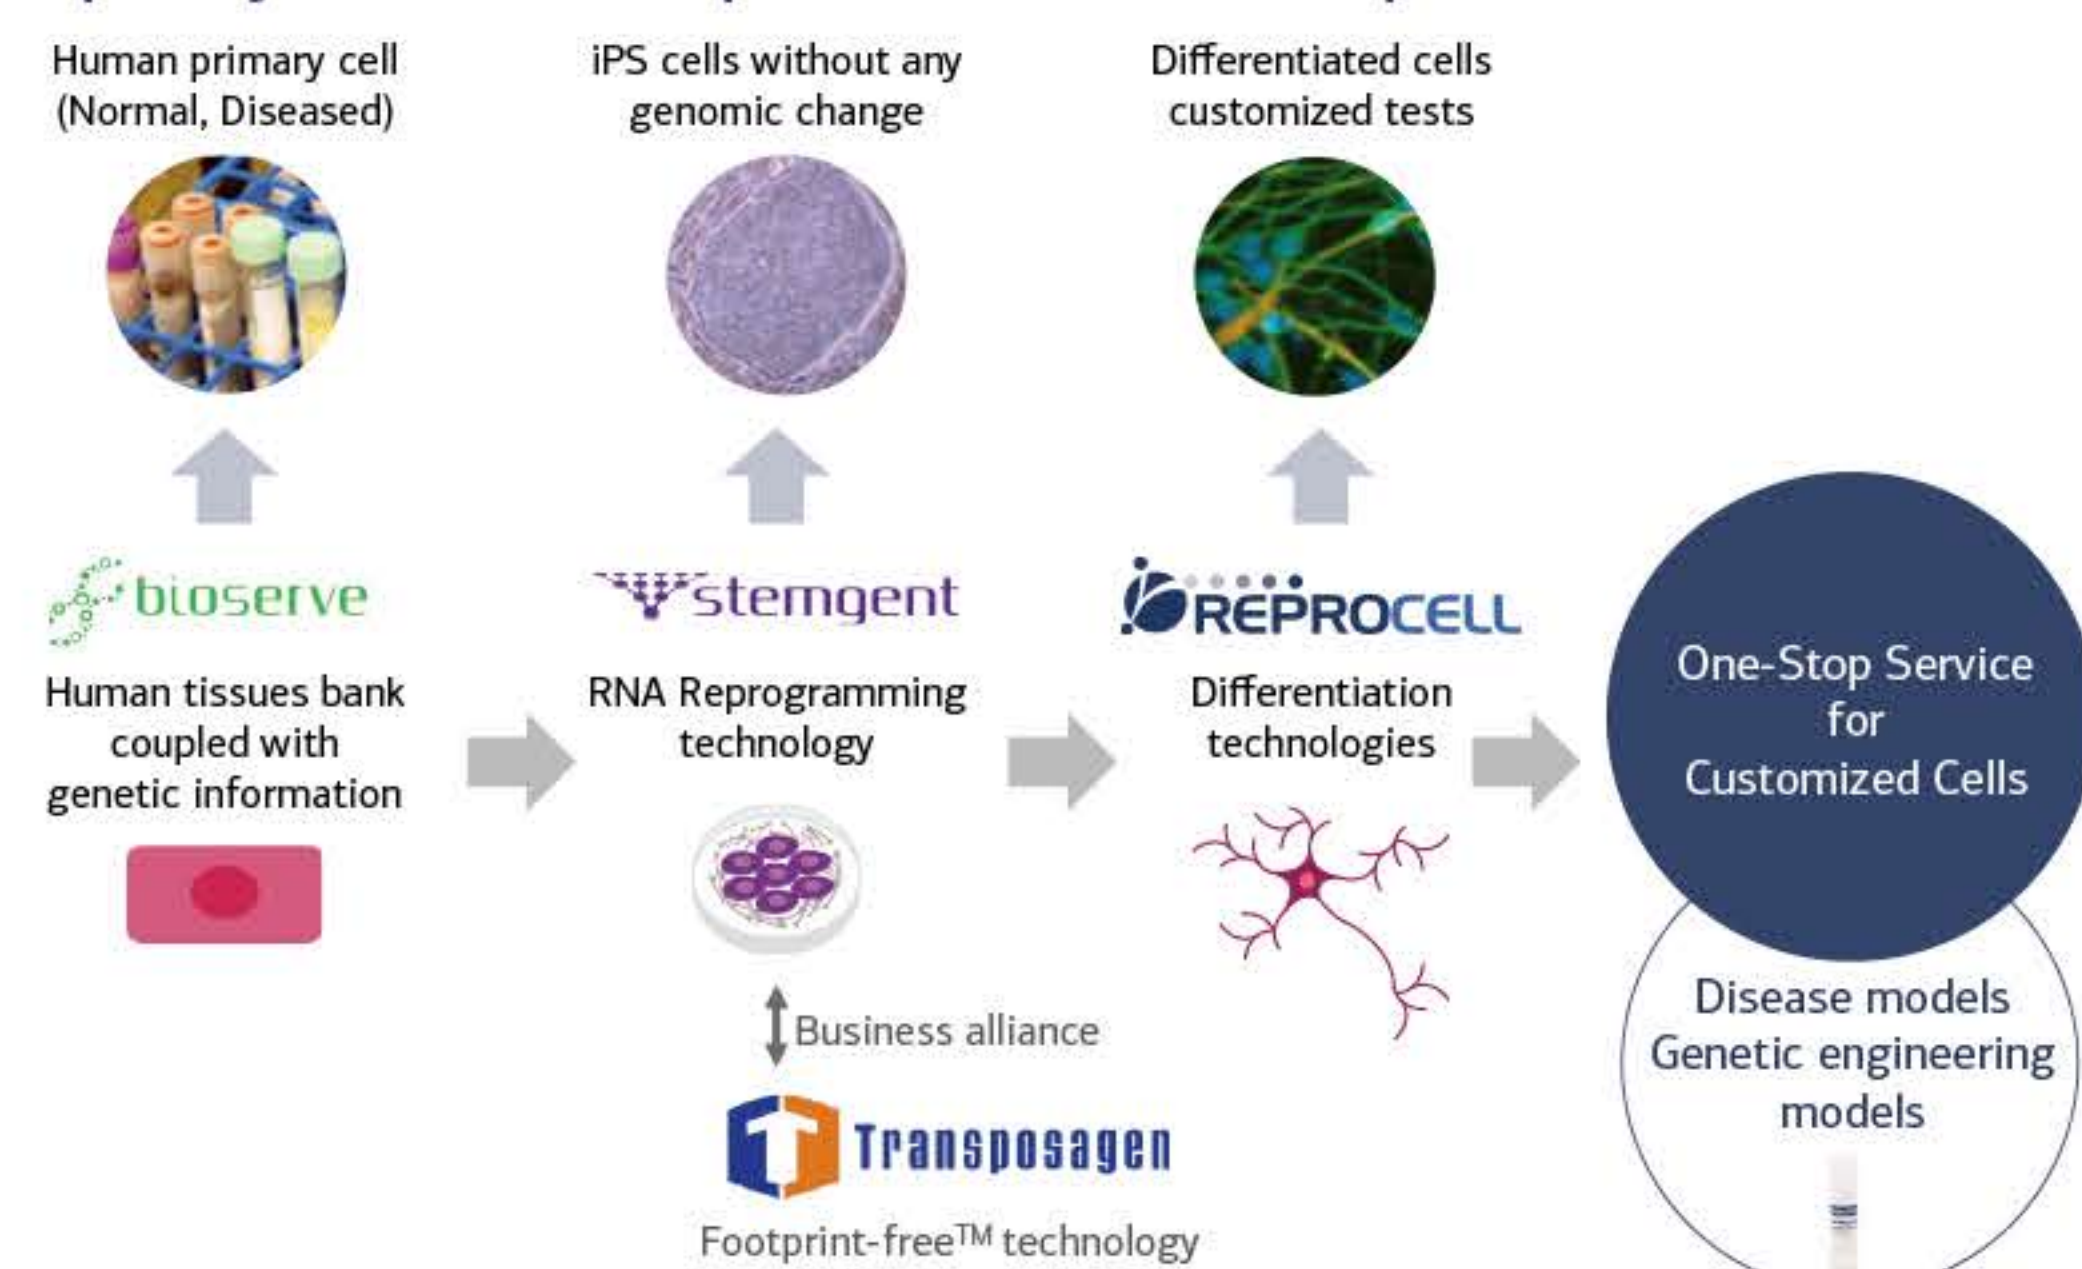 Human primary cell
(Normal, Diseased)
iPS cells without any
genomic change
Differentiated cells
customized tests
bioserve
Human tissues bank
coupled with
genetic information
stemgent
RNA Reprogramming
technology
REPROCELL
Differentiation
technologies
One-Stop Service
for
Customized Cells
Business alliance
Transposagen
Footprint-free™ technology
Disease models
Genetic engineering
models